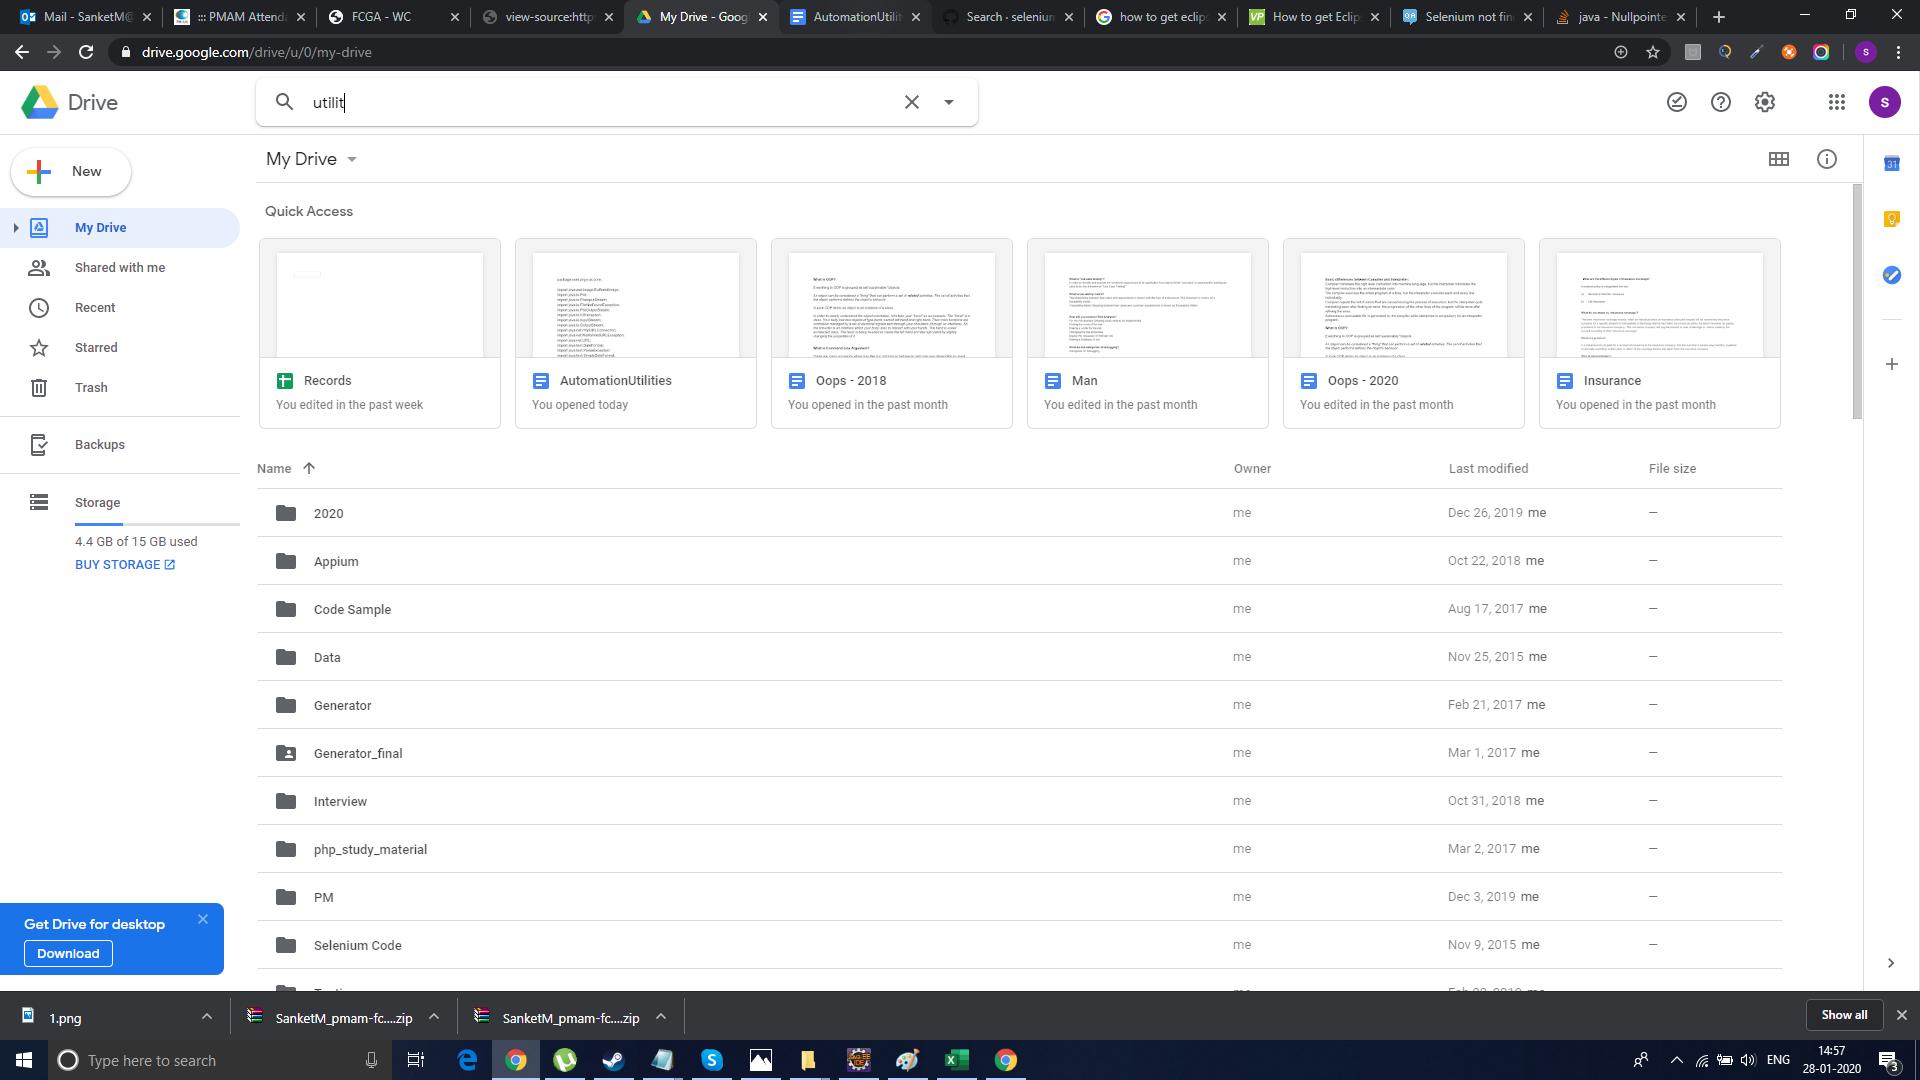 Mail - SanketM@
::: PMAM Attenda
FCGA - WC
view-source:http
My Drive - Goog
AutomationUtilit
Search · seleniun
how to get eclips
How to get Eclip
Selenium not fin
java - Nullpointe
drive.google.com/drive/u/0/my-drive
Drive
utilit
New
My Drive
Shared with me
Recent
Starred
Trash
Backups
Storage
4.4 GB of 15 GB used
BUY STORAGE
Get Drive for desktop
Download
My Drive
Quick Access
What is OOP?
What is OOP?
Records
You edited in the past week
AutomationUtilities
You opened today
Oops - 2018
You opened in the past month
Man
You edited in the past month
Oops - 2020
You edited in the past month
Insurance
You opened in the past month
Name Owner Last modified File size
2020 me Dec 26, 2019 me –
Appium me Oct 22, 2018 me –
Code Sample me Aug 17, 2017 me –
Data me Nov 25, 2015 me –
Generator me Feb 21, 2017 me –
Generator_final me Mar 1, 2017 me –
Interview me Oct 31, 2018 me –
php_study_material me Mar 2, 2017 me –
PM me Dec 3, 2019 me –
Selenium Code me Nov 9, 2015 me –
1.png
SanketM_pmam-fc....zip
SanketM_pmam-fc....zip
Show all
Type here to search
ENG
14:57
28-01-2020
3